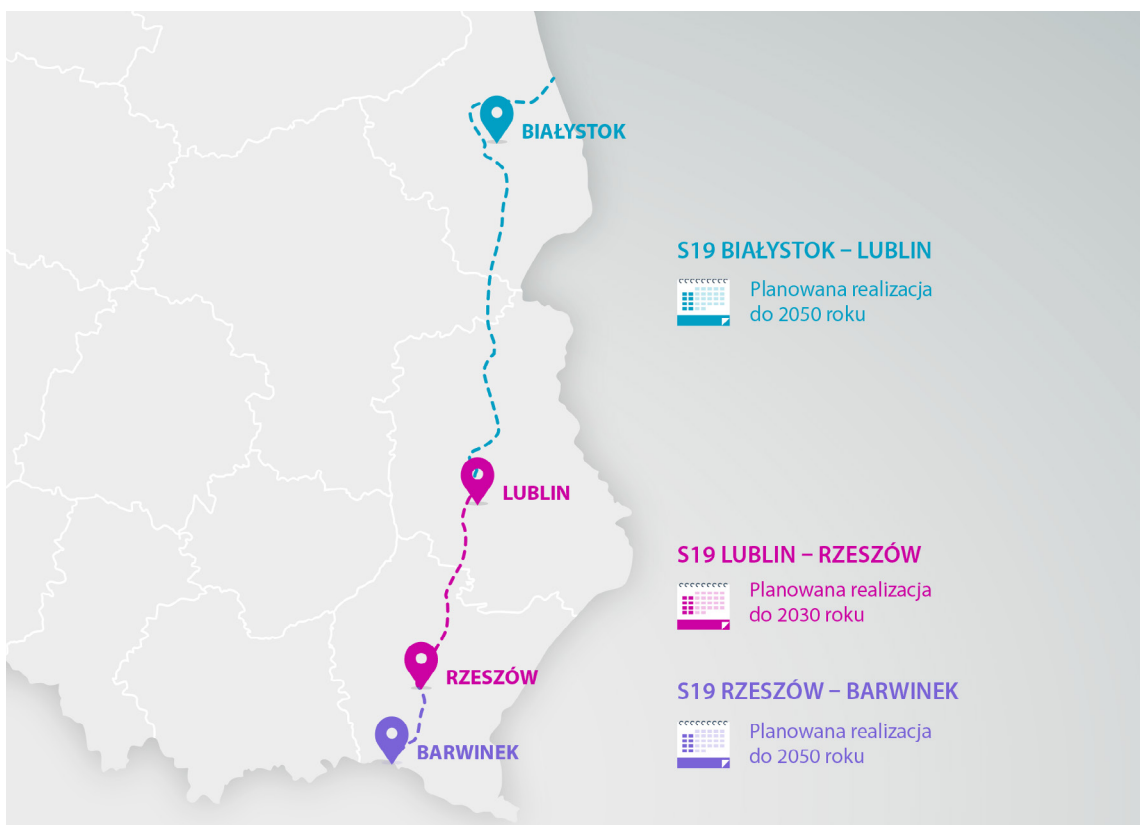 BIAŁYSTOK
S19 BIAŁYSTOK – LUBLIN
Planowana realizacja
do 2050 roku
LUBLIN
S19 LUBLIN – RZESZÓW
Planowana realizacja
do 2030 roku
RZESZÓW
S19 RZESZÓW – BARWINEK
Planowana realizacja
do 2050 roku
BARWINEK